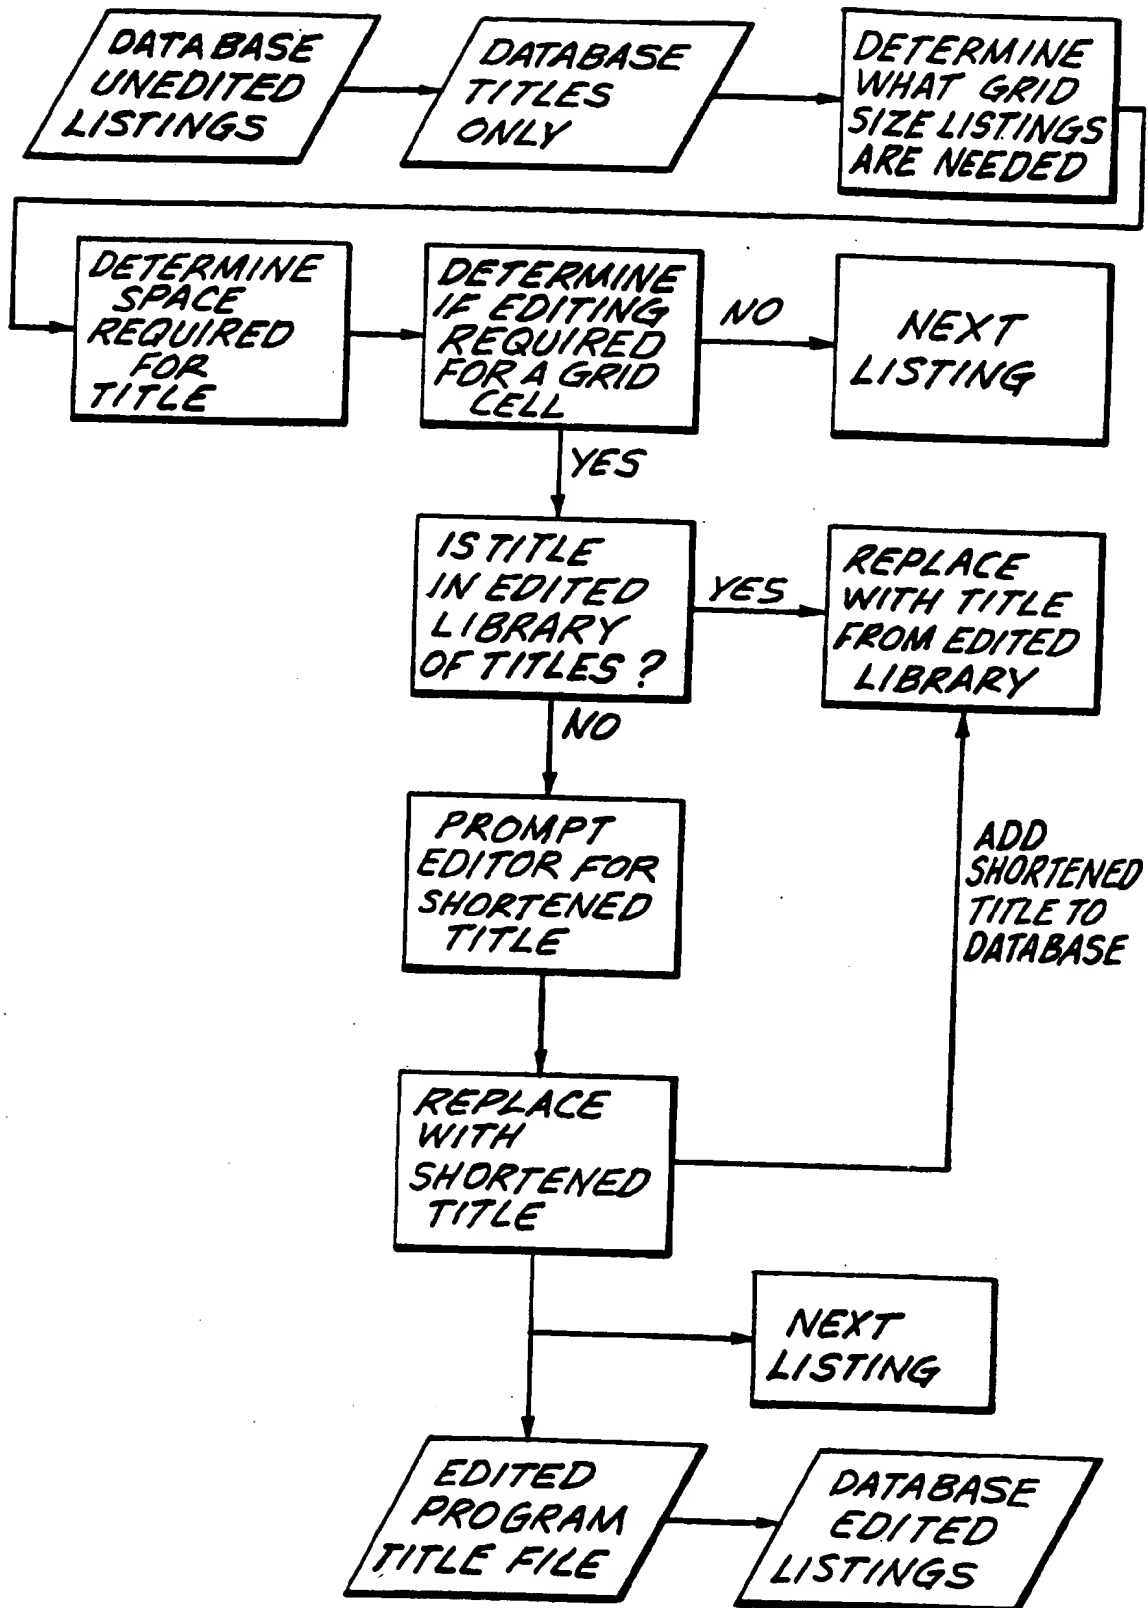 DATABASE
UNEDITED
LISTINGS
DATABASE
TITLES
ONLY
DETERMINE
WHAT GRID
SIZE LISTINGS
ARE NEEDED
DETERMINE
SPACE
REQUIRED
FOR
TITLE
DETERMINE
IF EDITING
REQUIRED
FOR A GRID
CELL
NO
NEXT
LISTING
YES
IS TITLE
IN EDITED
LIBRARY
OF TITLES?
YES
REPLACE
WITH TITLE
FROM EDITED
LIBRARY
NO
PROMPT
EDITOR FOR
SHORTENED
TITLE
ADD
SHORTENED
TITLE TO
DATABASE
REPLACE
WITH
SHORTENED
TITLE
NEXT
LISTING
EDITED
PROGRAM
TITLE FILE
DATABASE
EDITED
LISTINGS